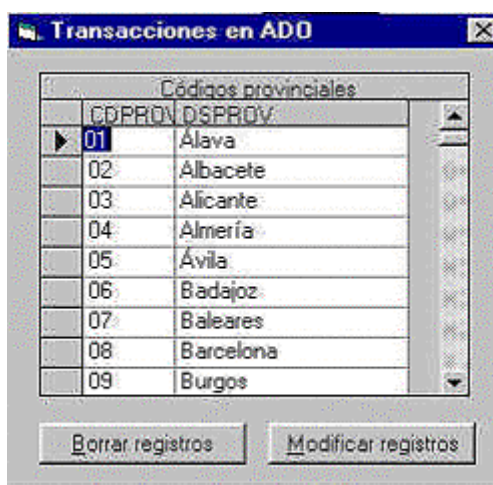 Transacciones en ADO
Códigos provinciales
CDPROV DSPROV
01 Álava
02 Albacete
03 Alicante
04 Almería
05 Ávila
06 Badajoz
07 Baleares
08 Barcelona
09 Burgos
Borrar registros Modificar registros